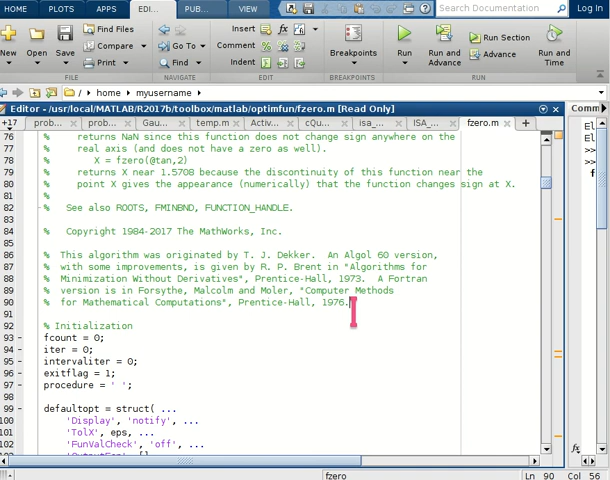 HOME PLOTS APPS EDI... PUB... VIEW Search Documentation Log In
New Open Save Find Files Compare Print Go To Find Insert fx Comment Indent Breakpoints Run Run and Advance Run Section Advance Run and Time
FILE NAVIGATE EDIT BREAKPOINTS RUN
/ home myusername
Editor - /usr/local/MATLAB/R2017b/toolbox/matlab/optimfun/fzero.m [Read Only] Comm
+17 prob... prob... Gau... temp.m Activ... cQu... isa_... ISA_... fzero.m +
76 % returns NaN since this function does not change sign anywhere on the
77 % real axis (and does not have a zero as well).
78 % X = fzero(@tan,2)
79 % returns X near 1.5708 because the discontinuity of this function near the
80 % point X gives the appearance (numerically) that the function changes sign at X.
81 %
82 % See also ROOTS, FMINBND, FUNCTION_HANDLE.
83
84 % Copyright 1984-2017 The MathWorks, Inc.
85
86 % This algorithm was originated by T. J. Dekker. An Algol 60 version,
87 % with some improvements, is given by R. P. Brent in "Algorithms for
88 % Minimization Without Derivatives", Prentice-Hall, 1973. A Fortran
89 % version is in Forsythe, Malcolm and Moler, "Computer Methods
90 % for Mathematical Computations", Prentice-Hall, 1976.
91
92 % Initialization
93 - fcount = 0;
94 - iter = 0;
95 - intervaliter = 0;
96 - exitflag = 1;
97 - procedure = ' ';
98
99 - defaultopt = struct( ...
100 'Display', 'notify', ...
101 'TolX', eps, ...
102 'FunValCheck', 'off', ...
El
El
>>
>>
f
fx
fzero Ln 90 Col 56